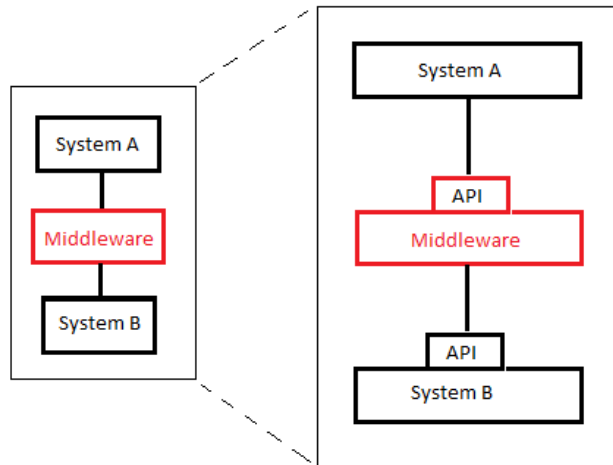 System A
Middleware
System B
System A
API
Middleware
API
System B